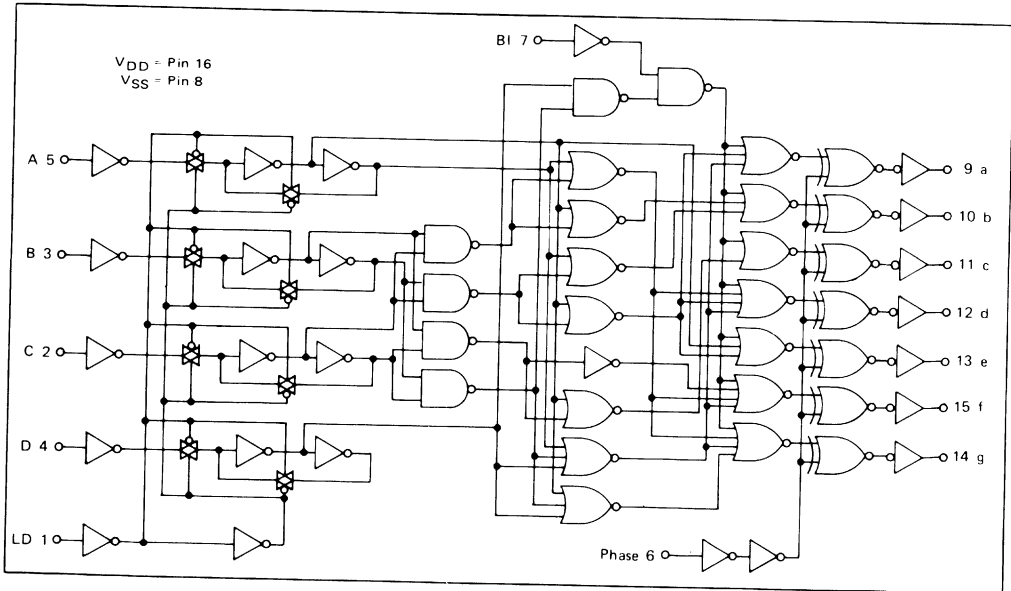 BI 7
VDD = Pin 16
VSS = Pin 8
A 5
9 a
10 b
B 3
11 c
12 d
C 2
13 e
15 f
D 4
14 g
LD 1
Phase 6